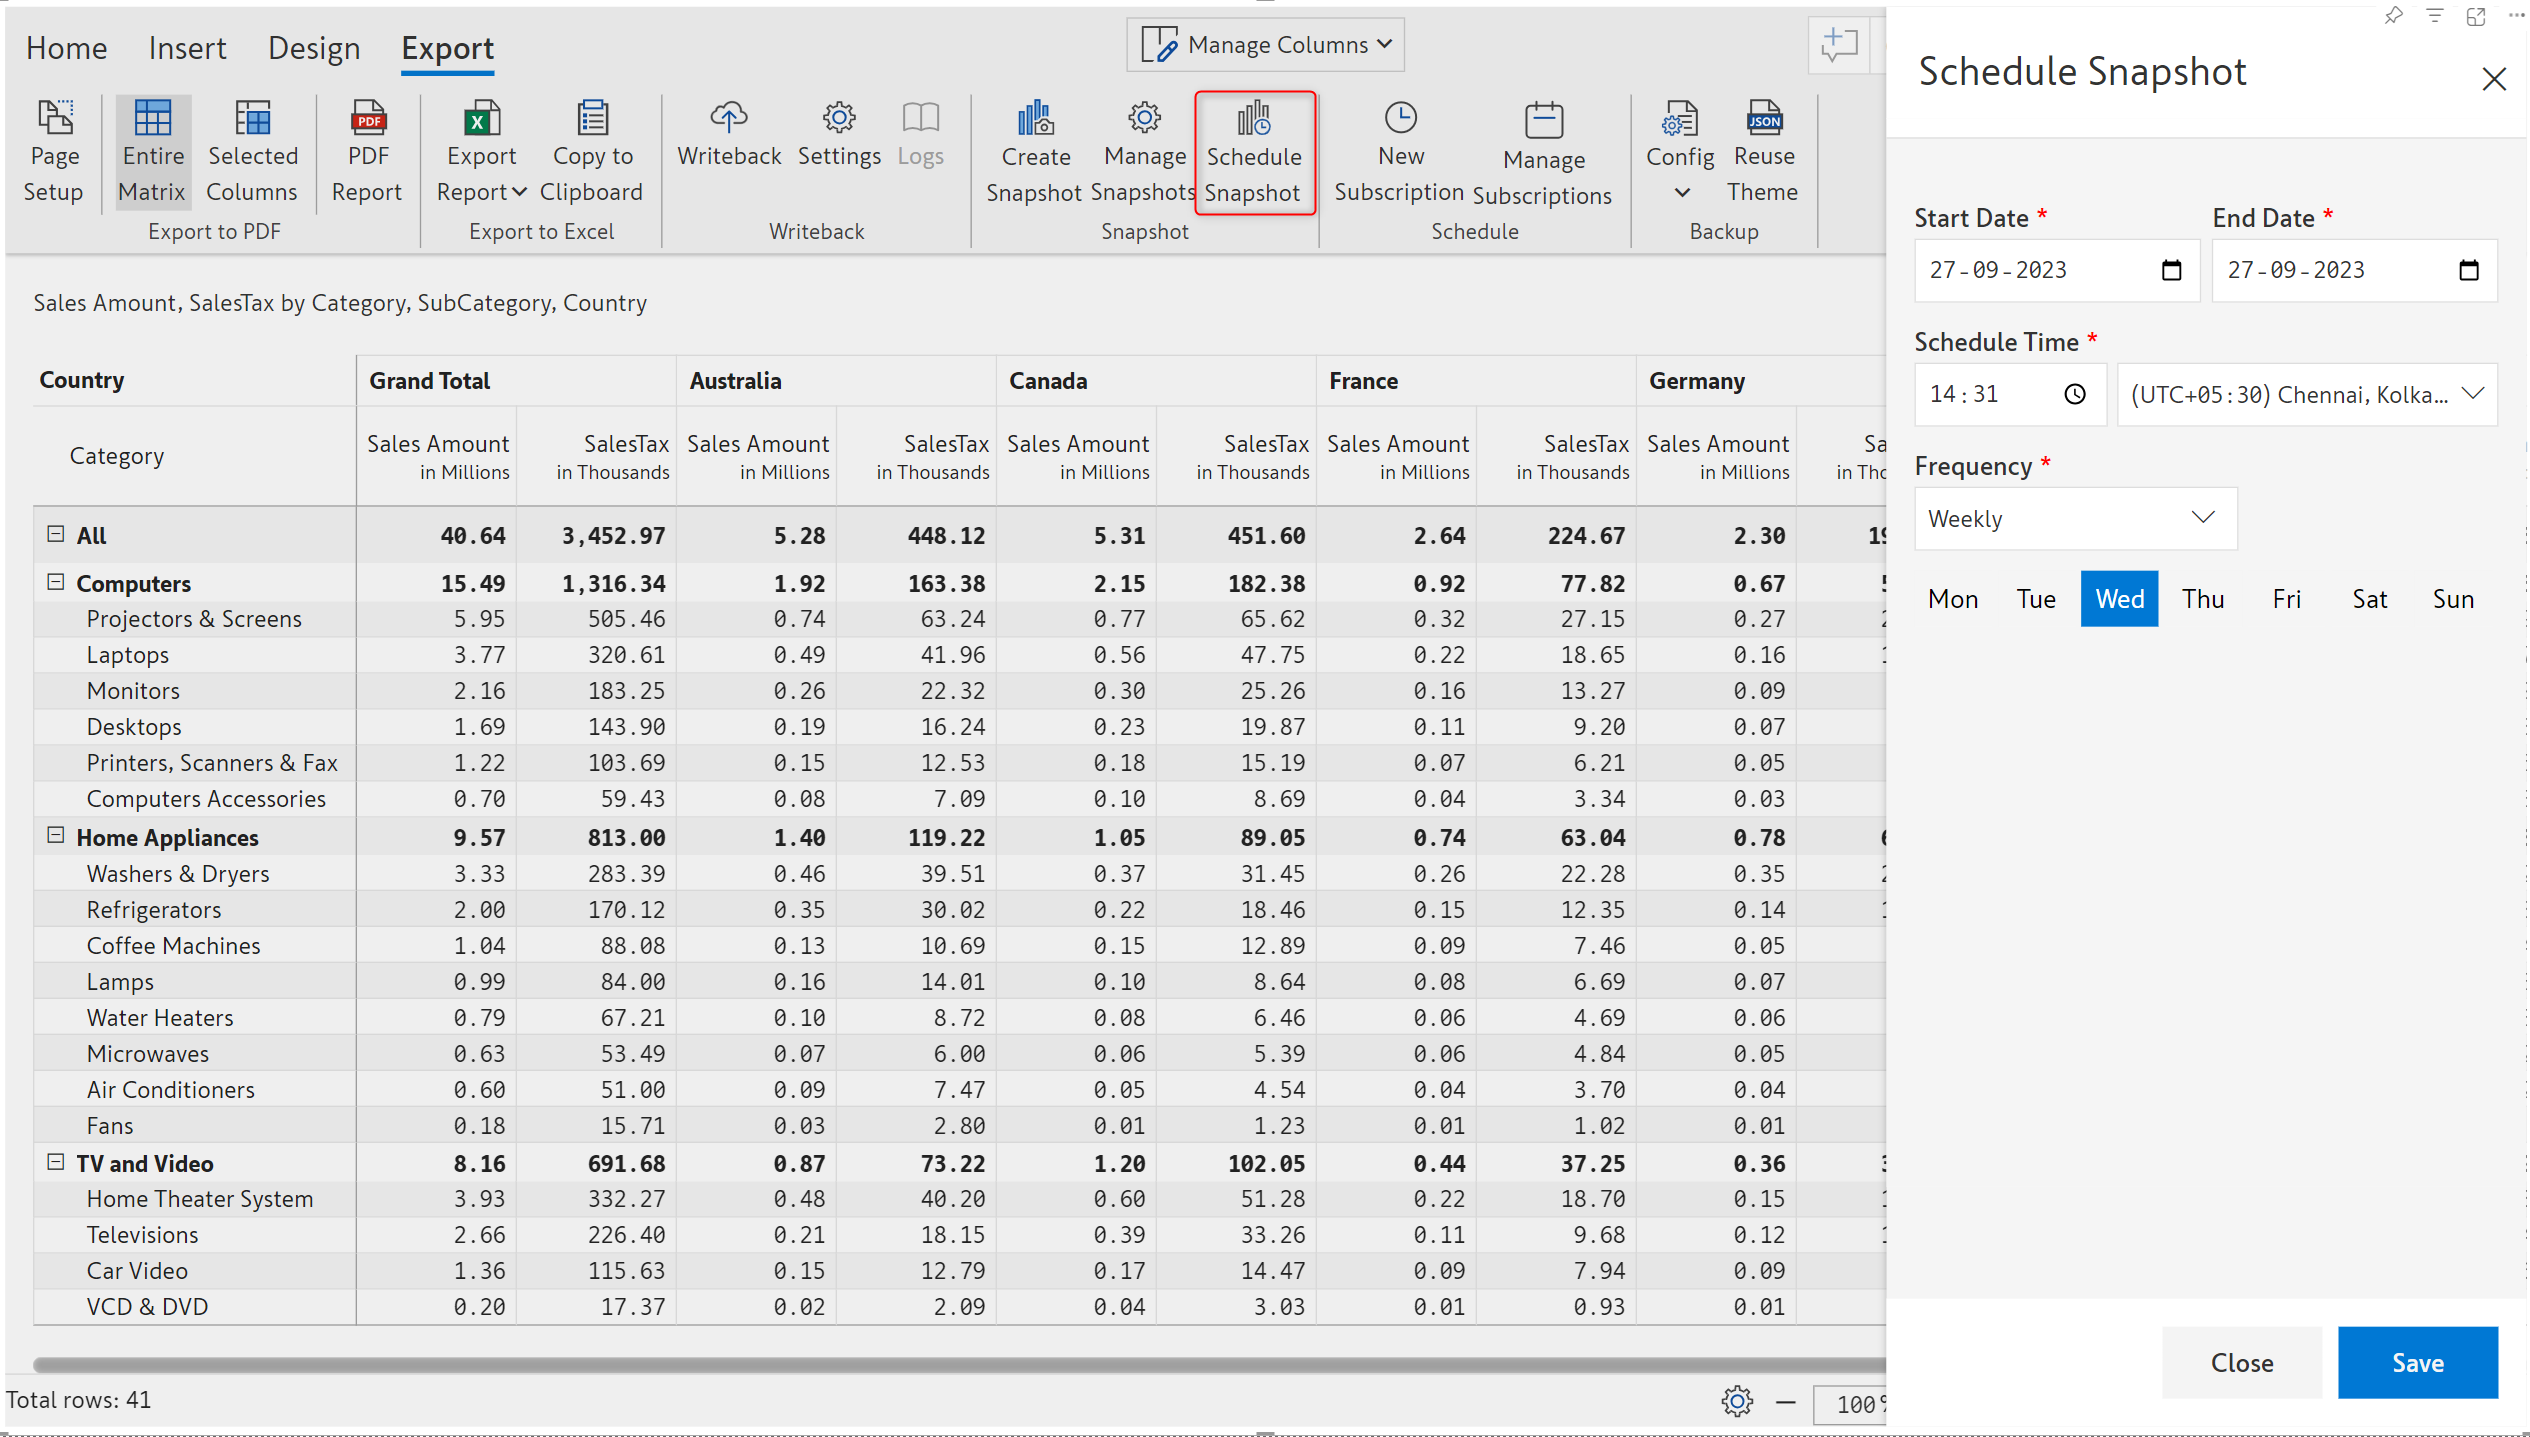 Home Insert Design Export
Manage Columns
Page Setup
Entire Matrix
Selected Columns
Export to PDF
PDF
PDF Report
X
Export Report
Copy to Clipboard
Export to Excel
Writeback
Settings
Logs
Writeback
Create Snapshot
Manage Snapshots
Schedule Snapshot
Snapshot
New Subscription
Manage Subscriptions
Schedule
Config
JSON
Reuse Theme
Backup
Sales Amount, SalesTax by Category, SubCategory, Country
Country Grand Total Australia Canada France Germany
Category Sales Amount SalesTax Sales Amount SalesTax Sales Amount SalesTax Sales Amount SalesTax Sales Amount
in Millions in Thousands in Millions in Thousands in Millions in Thousands in Millions in Thousands in Millions
All 40.64 3,452.97 5.28 448.12 5.31 451.60 2.64 224.67 2.30
Computers 15.49 1,316.34 1.92 163.38 2.15 182.38 0.92 77.82 0.67
Projectors & Screens 5.95 505.46 0.74 63.24 0.77 65.62 0.32 27.15 0.27
Laptops 3.77 320.61 0.49 41.96 0.56 47.75 0.22 18.65 0.16
Monitors 2.16 183.25 0.26 22.32 0.30 25.26 0.16 13.27 0.09
Desktops 1.69 143.90 0.19 16.24 0.23 19.87 0.11 9.20 0.07
Printers, Scanners & Fax 1.22 103.69 0.15 12.53 0.18 15.19 0.07 6.21 0.05
Computers Accessories 0.70 59.43 0.08 7.09 0.10 8.69 0.04 3.34 0.03
Home Appliances 9.57 813.00 1.40 119.22 1.05 89.05 0.74 63.04 0.78
Washers & Dryers 3.33 283.39 0.46 39.51 0.37 31.45 0.26 22.28 0.35
Refrigerators 2.00 170.12 0.35 30.02 0.22 18.46 0.15 12.35 0.14
Coffee Machines 1.04 88.08 0.13 10.69 0.15 12.89 0.09 7.46 0.05
Lamps 0.99 84.00 0.16 14.01 0.10 8.64 0.08 6.69 0.07
Water Heaters 0.79 67.21 0.10 8.72 0.08 6.46 0.06 4.69 0.06
Microwaves 0.63 53.49 0.07 6.00 0.06 5.39 0.06 4.84 0.05
Air Conditioners 0.60 51.00 0.09 7.47 0.05 4.54 0.04 3.70 0.04
Fans 0.18 15.71 0.03 2.80 0.01 1.23 0.01 1.02 0.01
TV and Video 8.16 691.68 0.87 73.22 1.20 102.05 0.44 37.25 0.36
Home Theater System 3.93 332.27 0.48 40.20 0.60 51.28 0.22 18.70 0.15
Televisions 2.66 226.40 0.21 18.15 0.39 33.26 0.11 9.68 0.12
Car Video 1.36 115.63 0.15 12.79 0.17 14.47 0.09 7.94 0.09
VCD & DVD 0.20 17.37 0.02 2.09 0.04 3.03 0.01 0.93 0.01
Total rows: 41
100%
Schedule Snapshot
Start Date * End Date *
27-09-2023 27-09-2023
Schedule Time *
14:31 (UTC+05:30) Chennai, Kolka...
Frequency *
Weekly
Mon Tue Wed Thu Fri Sat Sun
Close Save